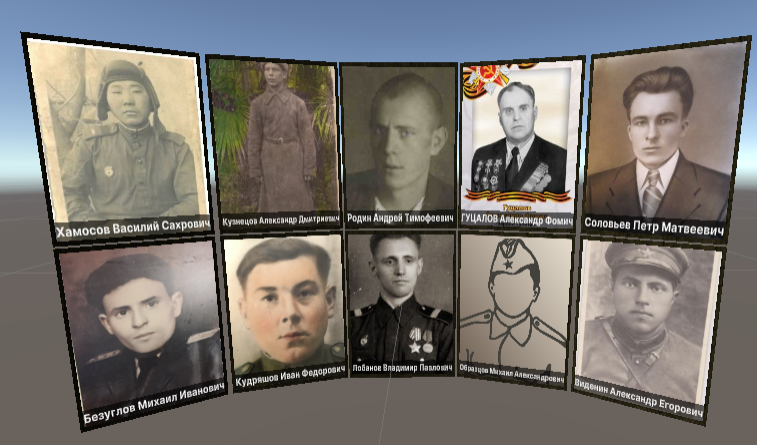 Хамосов Василий Сахрович
Кузнецов Александр Дмитриевич
Родин Андрей Тимофеевич
ГУЦАЛОВ Александр Фомич
Соловьев Петр Матвеевич
Безуглов Михаил Иванович
Кудряшов Иван Федорович
Лобанов Владимир Павлович
Образцов Михаил Александрович
Виденин Александр Егорович